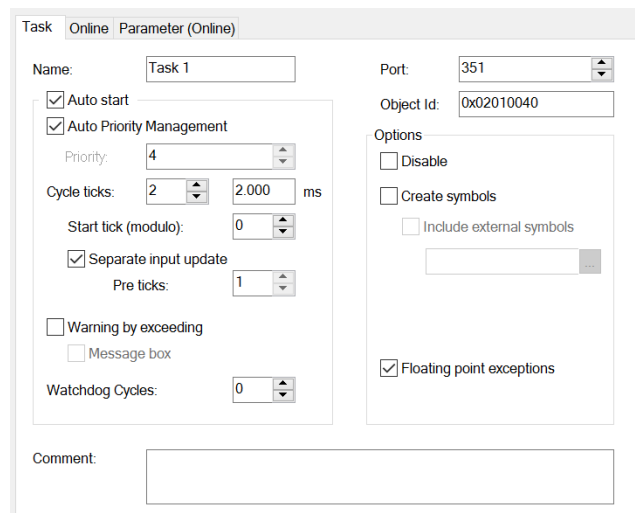 Task Online Parameter (Online)
Name: Task 1
Auto start
Auto Priority Management
Priority: 4
Cycle ticks: 2 2.000 ms
Start tick (modulo): 0
Separate input update
Pre ticks: 1
Warning by exceeding
Message box
Watchdog Cycles: 0
Port: 351
Object Id: 0x02010040
Options
Disable
Create symbols
Include external symbols
...
Floating point exceptions
Comment: